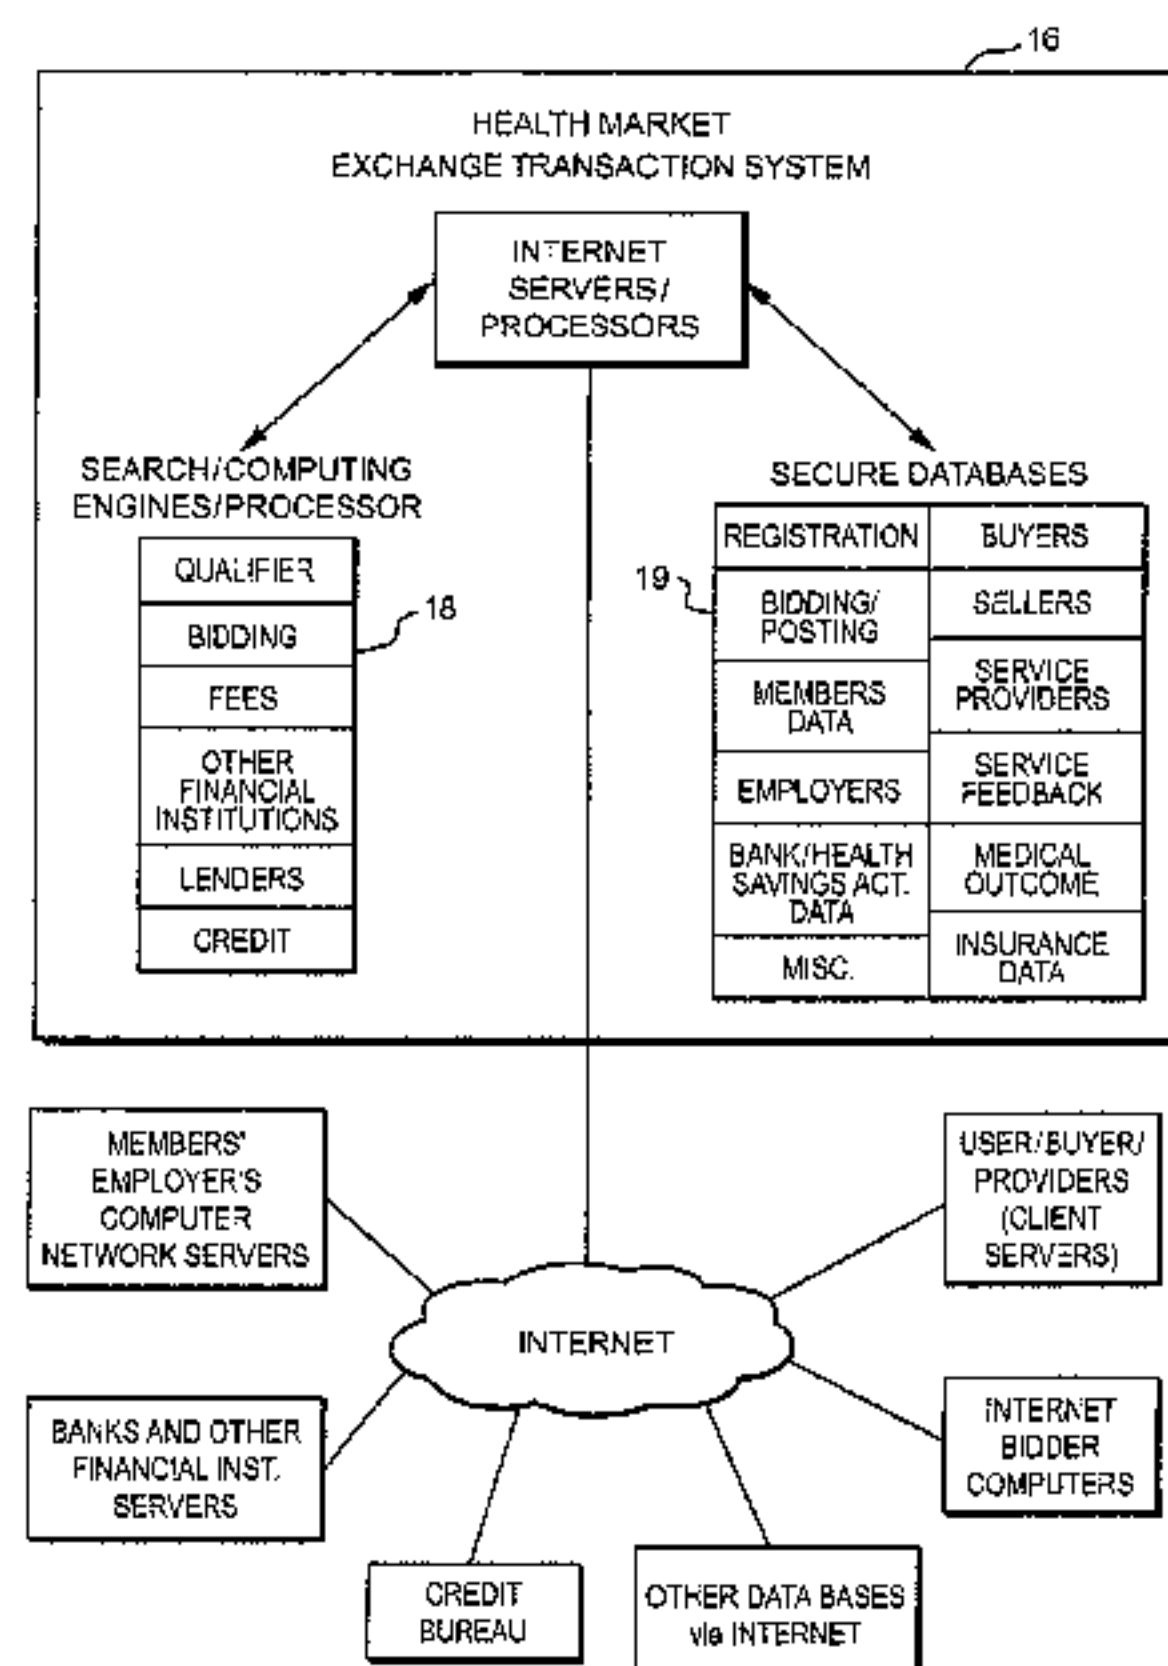 16
HEALTH MARKET
EXCHANGE TRANSACTION SYSTEM
INTERNET
SERVERS/
PROCESSORS
SEARCH/COMPUTING
ENGINES/PROCESSOR
QUALIFIER
BIDDING
FEES
OTHER
FINANCIAL
INSTITUTIONS
LENDERS
CREDIT
18
SECURE DATABASES
19
REGISTRATION
BIDDING/
POSTING
MEMBERS
DATA
EMPLOYERS
BANK/HEALTH
SAVINGS ACT.
DATA
MISC.
BUYERS
SELLERS
SERVICE
PROVIDERS
SERVICE
FEEDBACK
MEDICAL
OUTCOME
INSURANCE
DATA
MEMBERS'
EMPLOYER'S
COMPUTER
NETWORK SERVERS
USER/BUYER/
PROVIDERS
(CLIENT
SERVERS)
INTERNET
BANKS AND OTHER
FINANCIAL INST.
SERVERS
INTERNET
BIDDER
COMPUTERS
CREDIT
BUREAU
OTHER DATA BASES
via INTERNET